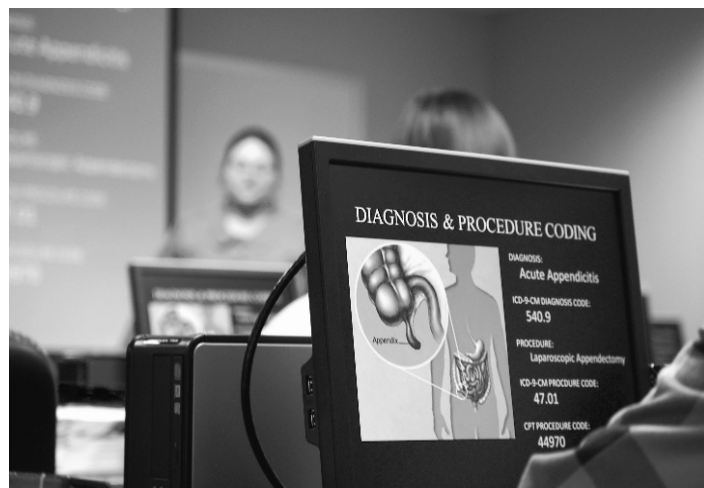 Acute Appendicitis
DIAGNOSIS & PROCEDURE CODING
DIAGNOSIS:
Acute Appendicitis
ICD-9-CM DIAGNOSIS CODE:
540.9
Appendix
PROCEDURE:
Laparoscopic Appendectomy
ICD-9-CM PROCDURE CODE:
47.01
CPT PROCEDURE CODE:
44970